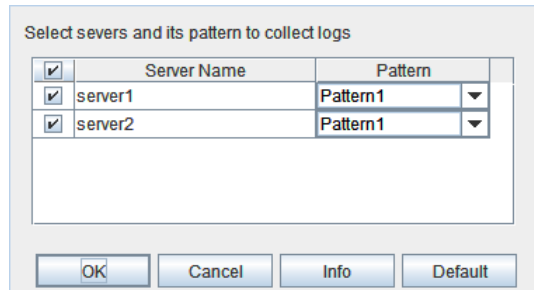 Select severs and its pattern to collect logs
Server Name Pattern
server1 Pattern1
server2 Pattern1
OK Cancel Info Default